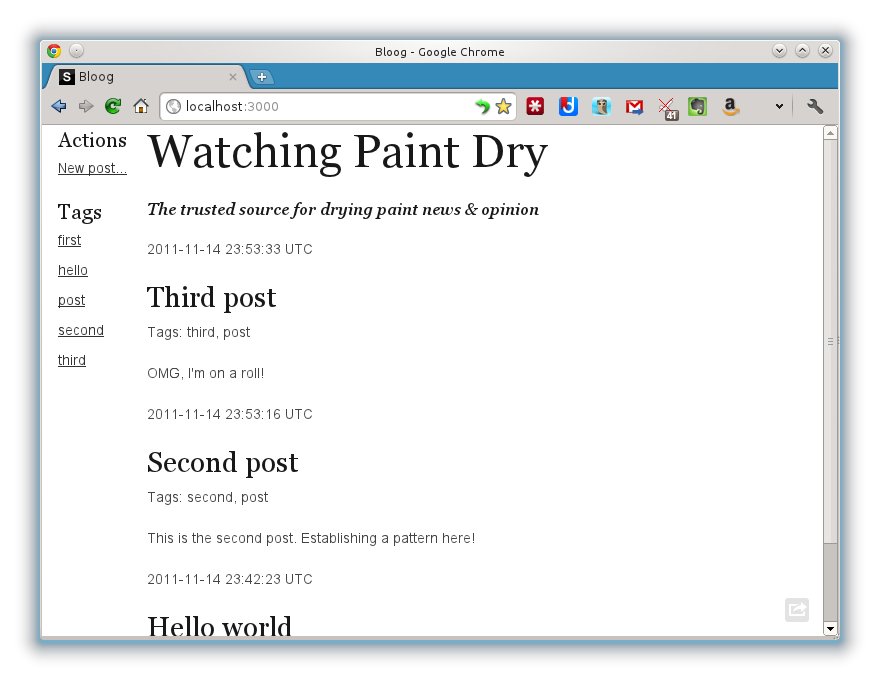 Bloog - Google Chrome
S Bloog
localhost:3000
41
a
Actions
New post...
Tags
first
hello
post
second
third
Watching Paint Dry
The trusted source for drying paint news & opinion
2011-11-14 23:53:33 UTC
Third post
Tags: third, post
OMG, I'm on a roll!
2011-11-14 23:53:16 UTC
Second post
Tags: second, post
This is the second post. Establishing a pattern here!
2011-11-14 23:42:23 UTC
Hello world